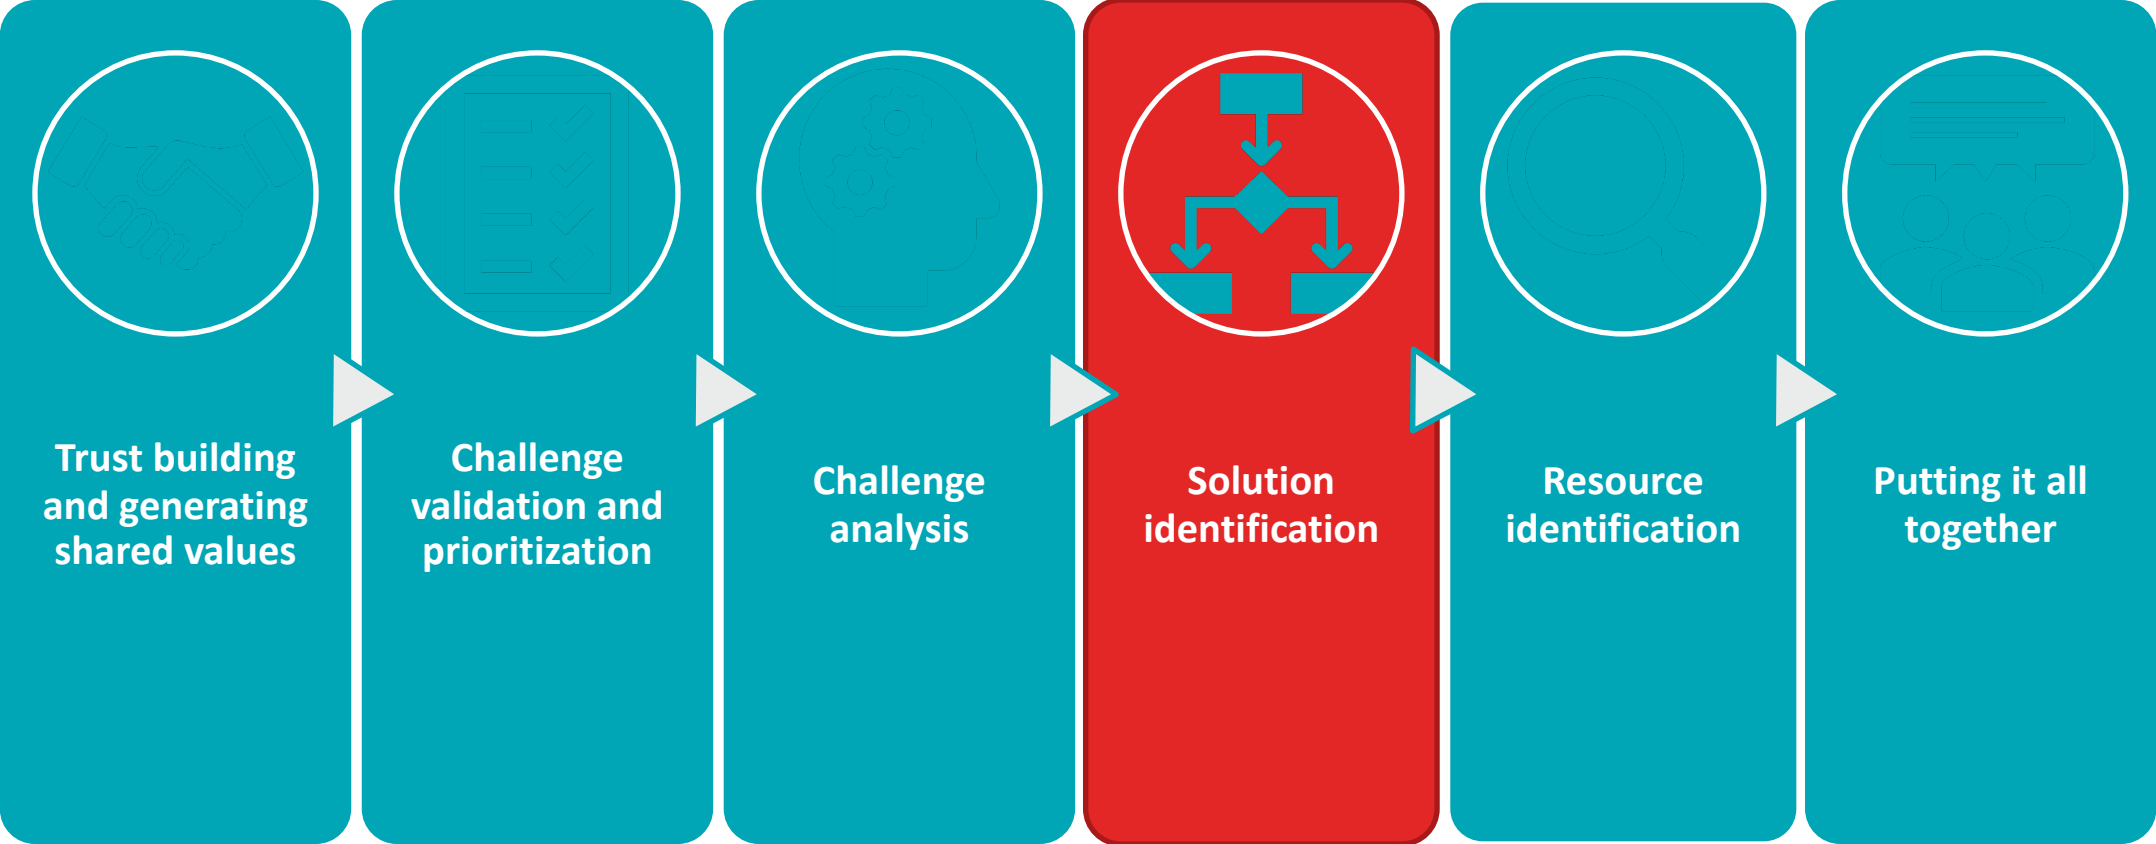 Trust building
and generating
shared values
Challenge
validation and
prioritization
Challenge
analysis
Solution
identification
Resource
identification
Putting it all
together